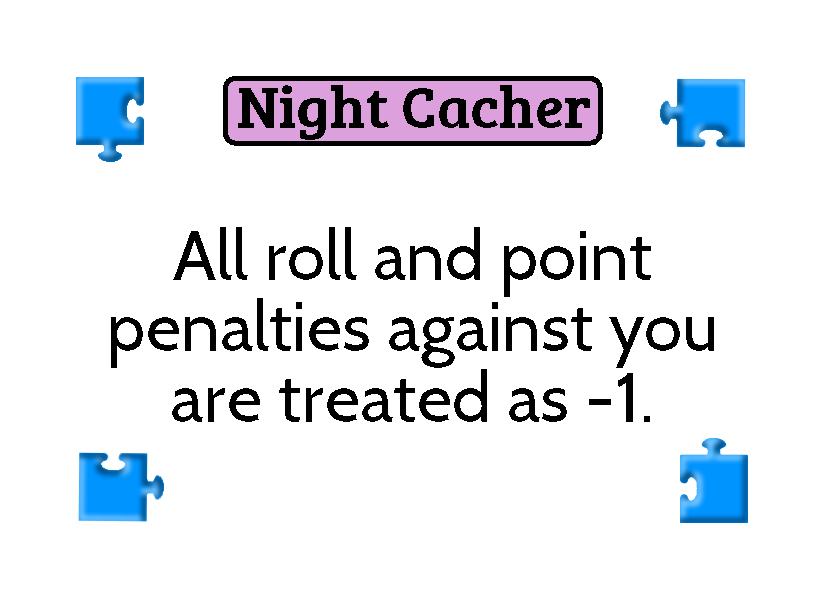 Night Cacher
All roll and point
penalties against you
are treated as -1.